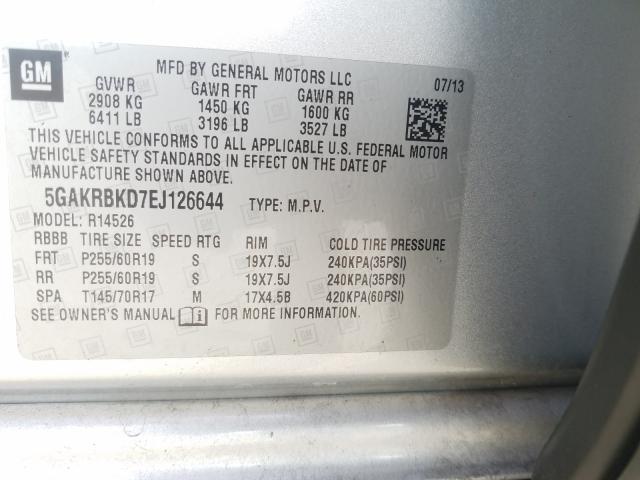 GM
MFD BY GENERAL MOTORS LLC
07/13
GVWR GAWR FRT GAWR RR
2908 KG 1450 KG 1600 KG
6411 LB 3196 LB 3527 LB
THIS VEHICLE CONFORMS TO ALL APPLICABLE U.S. FEDERAL MOTOR
VEHICLE SAFETY STANDARDS IN EFFECT ON THE DATE OF
MANUFACTURE SHOWN ABOVE.
5GAKRBKD7EJ126644 TYPE: M.P.V.
MODEL: R14526
RBBB TIRE SIZE SPEED RTG RIM COLD TIRE PRESSURE
FRT P255/60R19 S 19X7.5J 240KPA(35PSI)
RR P255/60R19 S 19X7.5J 240KPA(35PSI)
SPA T145/70R17 M 17X4.5B 420KPA(60PSI)
SEE OWNER'S MANUAL FOR MORE INFORMATION.